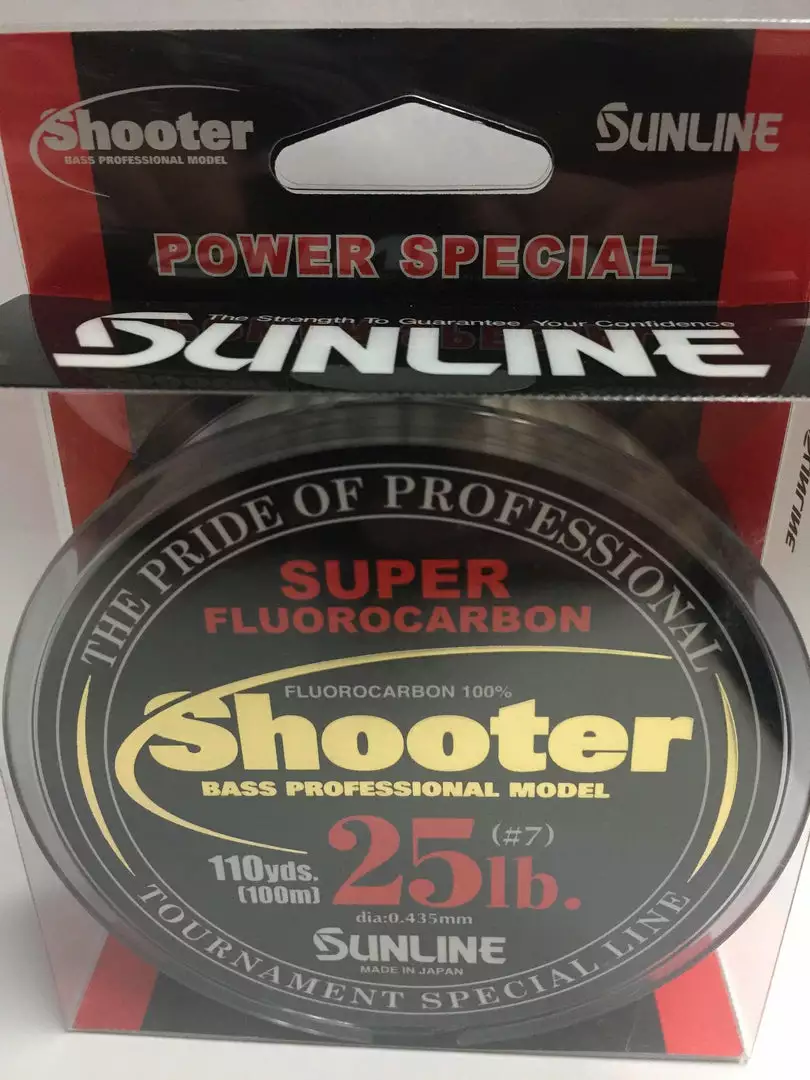 Shooter
BASS PROFESSIONAL MODEL
SUNLINE
POWER SPECIAL
The Strength To Guarantee Your Confidence
SUNLINE
SUNLINE
THE PRIDE OF PROFESSIONAL
SUPER
FLUOROCARBON
FLUOROCARBON 100%
Shooter
BASS PROFESSIONAL MODEL
110yds.
(100m)
25lb.
(#7)
dia:0.435mm
SUNLINE
MADE IN JAPAN
TOURNAMENT SPECIAL LINE